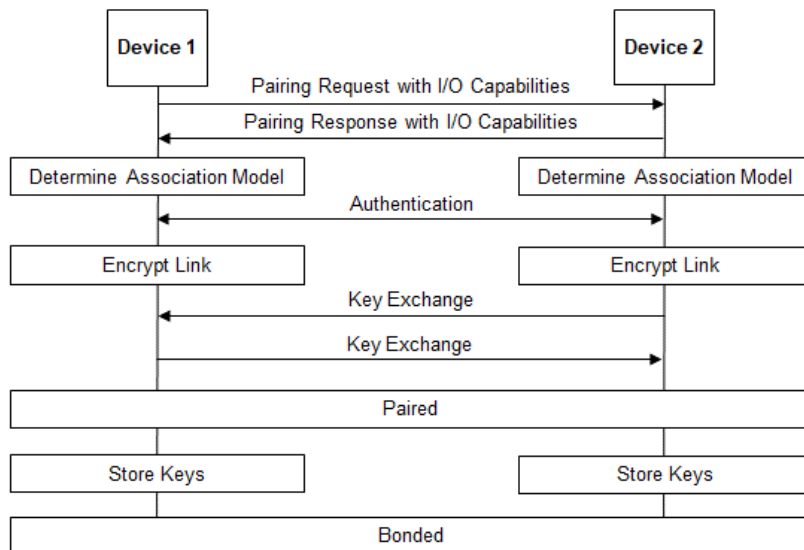 Device 1
Device 2
Pairing Request with I/O Capabilities
Pairing Response with I/O Capabilities
Determine Association Model
Determine Association Model
Authentication
Encrypt Link
Encrypt Link
Key Exchange
Key Exchange
Paired
Store Keys
Store Keys
Bonded